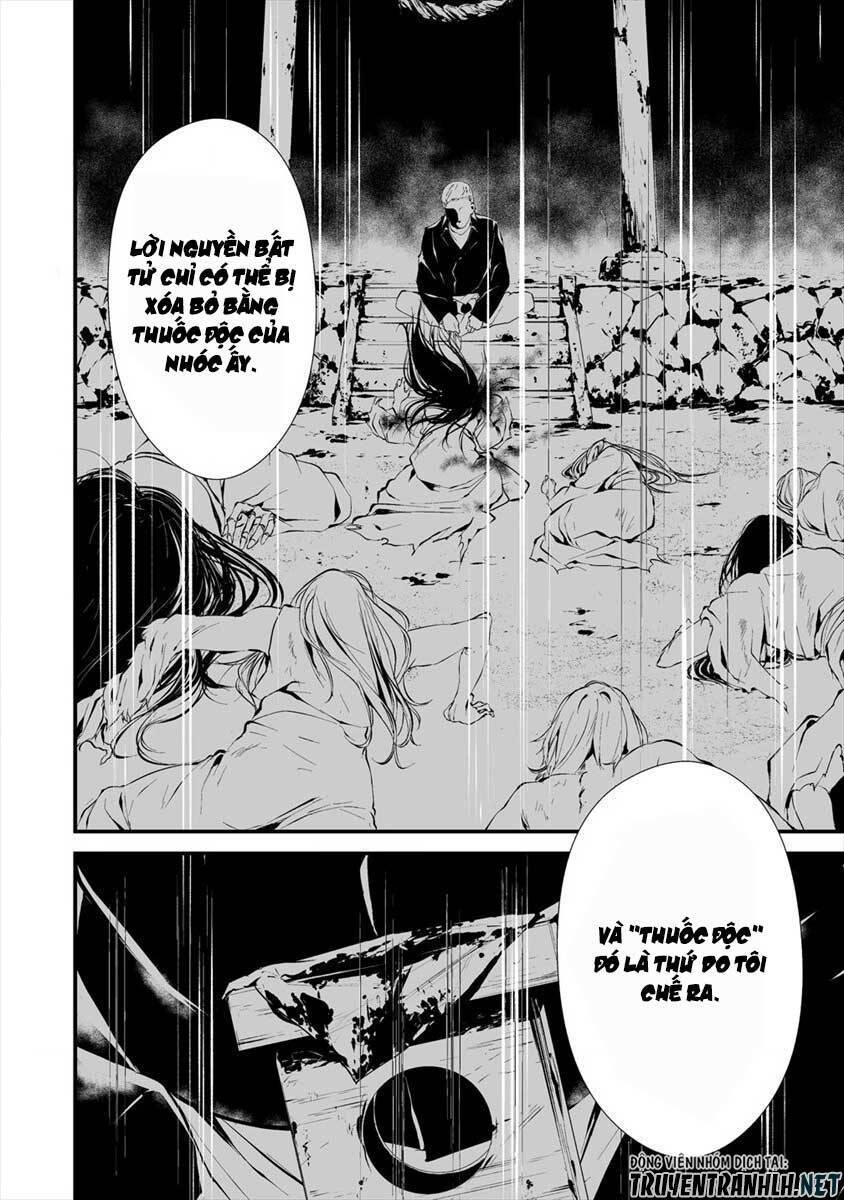 LỜI NGUYỀN BẤT
TỬ CHỈ CÓ THỂ BỊ
XÓA BỎ BẰNG
THUỐC ĐỘC CỦA
NHÓC ẤY.
VÀ "THUỐC ĐỘC"
ĐÓ LÀ THỨ DO TÔI
CHẾ RA.
ĐỘNG VIÊN NHÓM DỊCH TẠI:
TRUYENTRANHLH.NET